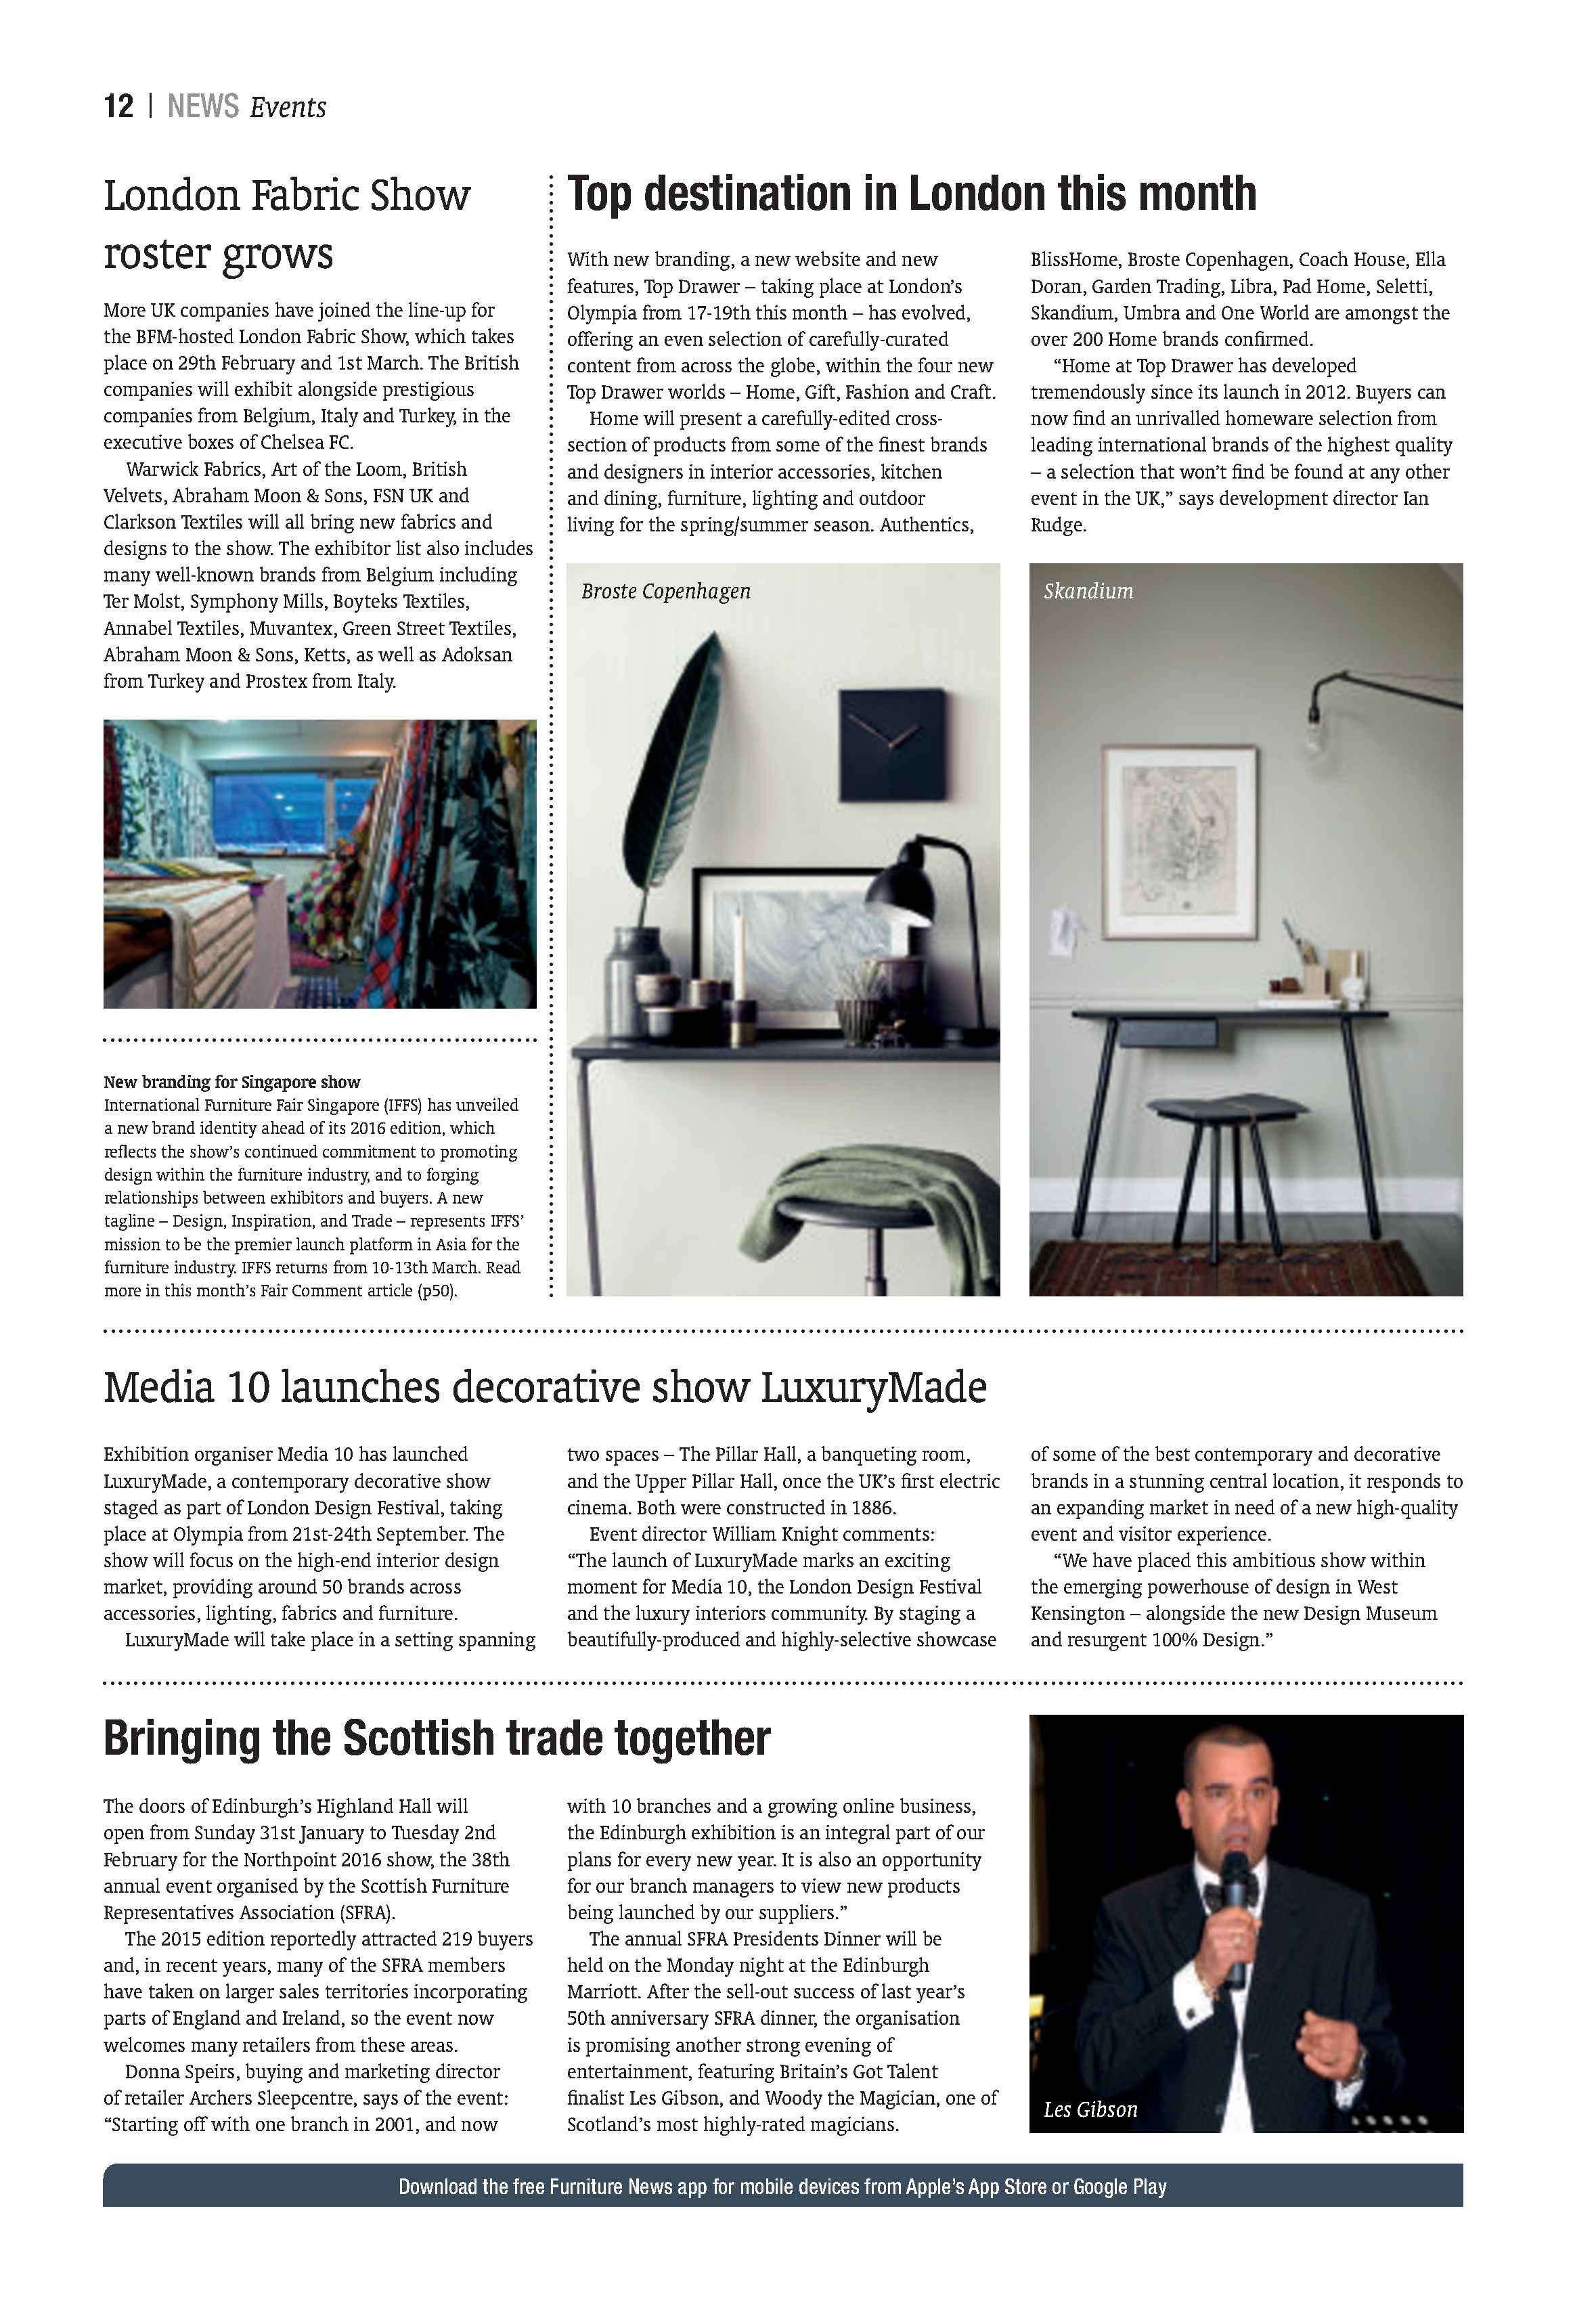 12 | NEWS Events
London Fabric Show
roster grows
More UK companies have joined the line-up for
the BFM-hosted London Fabric Show, which takes
place on 29th February and 1st March. The British
companies will exhibit alongside prestigious
companies from Belgium, Italy and Turkey, in the
executive boxes of Chelsea FC.
Warwick Fabrics, Art of the Loom, British
Velvets, Abraham Moon & Sons, FSN UK and
Clarkson Textiles will all bring new fabrics and
designs to the show. The exhibitor list also includes
many well-known brands from Belgium including
Ter Molst, Symphony Mills, Boyteks Textiles,
Annabel Textiles, Muvantex, Green Street Textiles,
Abraham Moon & Sons, Ketts, as well as Adoksan
from Turkey and Prostex from Italy.
New branding for Singapore show
International Furniture Fair Singapore (IFFS) has unveiled
a new brand identity ahead of its 2016 edition, which
reflects the show’s continued commitment to promoting
design within the furniture industry, and to forging
relationships between exhibitors and buyers. A new
tagline – Design, Inspiration, and Trade – represents IFFS’
mission to be the premier launch platform in Asia for the
furniture industry. IFFS returns from 10-13th March. Read
more in this month’s Fair Comment article (p50).
Top destination in London this month
With new branding, a new website and new
features, Top Drawer – taking place at London’s
Olympia from 17-19th this month – has evolved,
offering an even selection of carefully-curated
content from across the globe, within the four new
Top Drawer worlds – Home, Gift, Fashion and Craft.
Home will present a carefully-edited cross-
section of products from some of the finest brands
and designers in interior accessories, kitchen
and dining, furniture, lighting and outdoor
living for the spring/summer season. Authentics,
BlissHome, Broste Copenhagen, Coach House, Ella
Doran, Garden Trading, Libra, Pad Home, Seletti,
Skandium, Umbra and One World are amongst the
over 200 Home brands confirmed.
“Home at Top Drawer has developed
tremendously since its launch in 2012. Buyers can
now find an unrivalled homeware selection from
leading international brands of the highest quality
– a selection that won’t find be found at any other
event in the UK,” says development director Ian
Rudge.
Broste Copenhagen
Skandium
Media 10 launches decorative show LuxuryMade
Exhibition organiser Media 10 has launched
LuxuryMade, a contemporary decorative show
staged as part of London Design Festival, taking
place at Olympia from 21st-24th September. The
show will focus on the high-end interior design
market, providing around 50 brands across
accessories, lighting, fabrics and furniture.
LuxuryMade will take place in a setting spanning
two spaces – The Pillar Hall, a banqueting room,
and the Upper Pillar Hall, once the UK’s first electric
cinema. Both were constructed in 1886.
Event director William Knight comments:
“The launch of LuxuryMade marks an exciting
moment for Media 10, the London Design Festival
and the luxury interiors community. By staging a
beautifully-produced and highly-selective showcase
of some of the best contemporary and decorative
brands in a stunning central location, it responds to
an expanding market in need of a new high-quality
event and visitor experience.
“We have placed this ambitious show within
the emerging powerhouse of design in West
Kensington – alongside the new Design Museum
and resurgent 100% Design.”
Bringing the Scottish trade together
The doors of Edinburgh’s Highland Hall will
open from Sunday 31st January to Tuesday 2nd
February for the Northpoint 2016 show, the 38th
annual event organised by the Scottish Furniture
Representatives Association (SFRA).
The 2015 edition reportedly attracted 219 buyers
and, in recent years, many of the SFRA members
have taken on larger sales territories incorporating
parts of England and Ireland, so the event now
welcomes many retailers from these areas.
Donna Speirs, buying and marketing director
of retailer Archers Sleepcentre, says of the event:
“Starting off with one branch in 2001, and now
with 10 branches and a growing online business,
the Edinburgh exhibition is an integral part of our
plans for every new year. It is also an opportunity
for our branch managers to view new products
being launched by our suppliers.”
The annual SFRA Presidents Dinner will be
held on the Monday night at the Edinburgh
Marriott. After the sell-out success of last year’s
50th anniversary SFRA dinner, the organisation
is promising another strong evening of
entertainment, featuring Britain’s Got Talent
finalist Les Gibson, and Woody the Magician, one of
Scotland’s most highly-rated magicians.
Les Gibson
Download the free Furniture News app for mobile devices from Apple’s App Store or Google Play